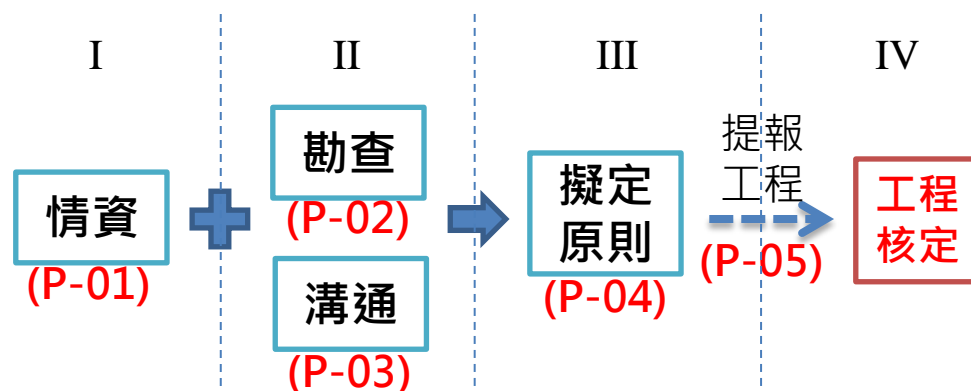 I
II
III
IV
情資
(P-01)
勘查
(P-02)
溝通
(P-03)
擬定
原則
(P-04)
提報
工程
(P-05)
工程
核定